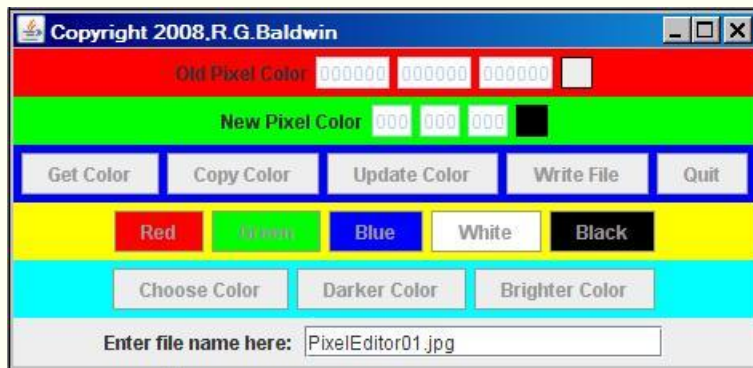 Copyright 2008,R.G.Baldwin
Old Pixel Color 000000 000000 000000
New Pixel Color 000 000 000
Get Color Copy Color Update Color Write File Quit
Red Green Blue White Black
Choose Color Darker Color Brighter Color
Enter file name here: PixelEditor01.jpg